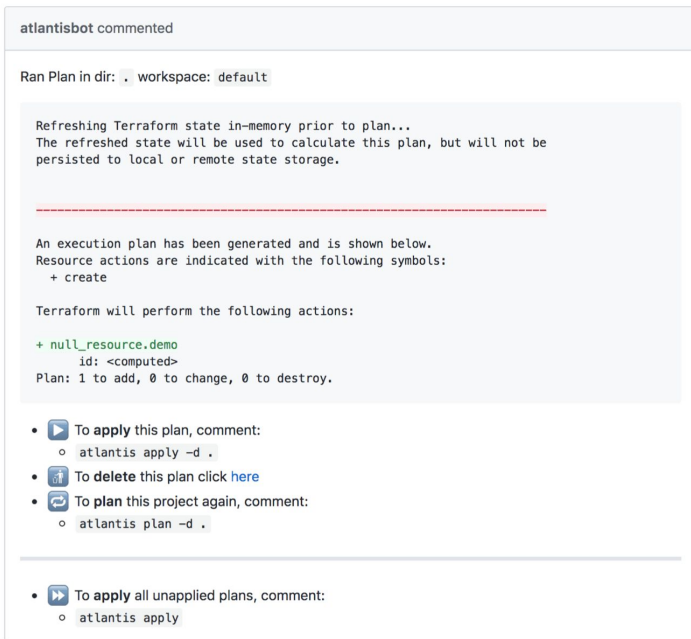 atlantisbot commented
Ran Plan in dir: . workspace: default
Refreshing Terraform state in-memory prior to plan...
The refreshed state will be used to calculate this plan, but will not be
persisted to local or remote state storage.
------------------------------------------------------------------------
An execution plan has been generated and is shown below.
Resource actions are indicated with the following symbols:
+ create
Terraform will perform the following actions:
+ null_resource.demo
id: <computed>
Plan: 1 to add, 0 to change, 0 to destroy.
To apply this plan, comment:
atlantis apply -d .
To delete this plan click here
To plan this project again, comment:
atlantis plan -d .
To apply all unapplied plans, comment:
atlantis apply